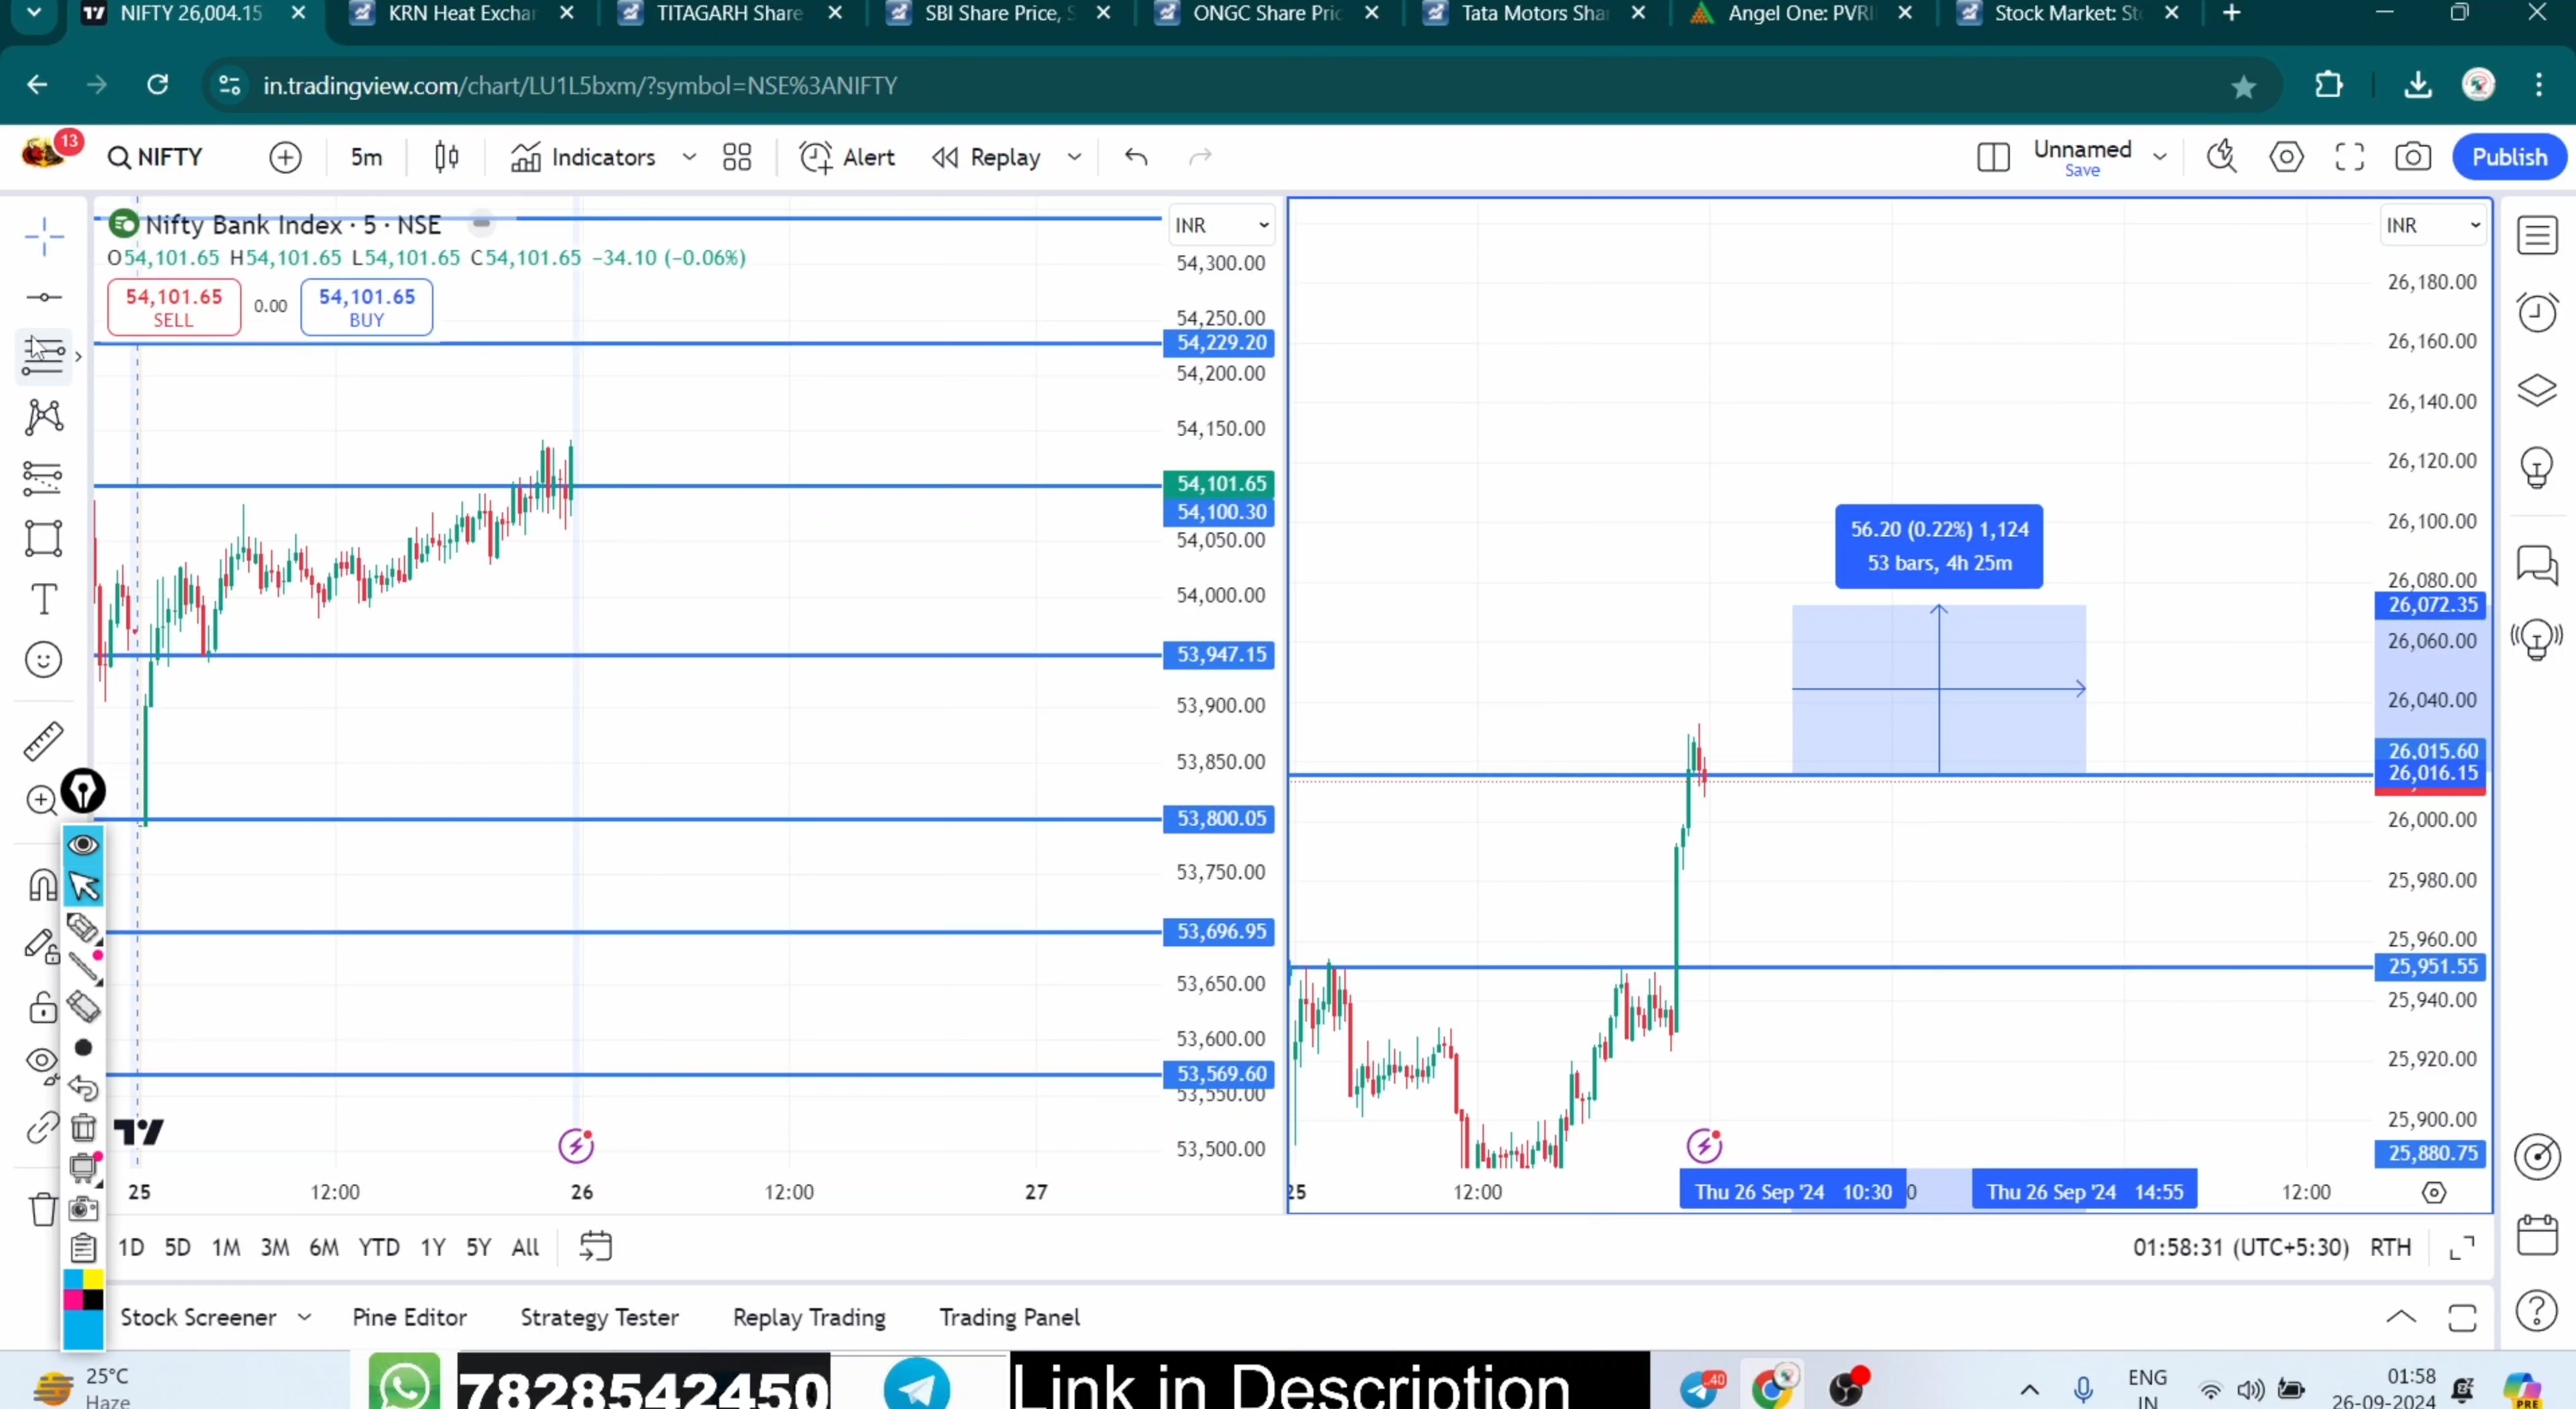 NIFTY 26,004.15
KRN Heat Exchan
TITAGARH Share
SBI Share Price, S
ONGC Share Pric
Tata Motors Shar
Angel One: PVRI
Stock Market: St
in.tradingview.com/chart/LU1L5bxm/?symbol=NSE%3ANIFTY
13
NIFTY
5m
Indicators
Alert
Replay
Unnamed
Save
Publish
Nifty Bank Index · 5 · NSE
O54,101.65 H54,101.65 L54,101.65 C54,101.65 −34.10 (−0.06%)
54,101.65
SELL
0.00
54,101.65
BUY
INR
54,300.00
54,250.00
54,229.20
54,200.00
54,150.00
54,101.65
54,100.30
54,050.00
54,000.00
53,947.15
53,900.00
53,850.00
53,800.05
53,750.00
53,696.95
53,650.00
53,600.00
53,569.60
53,550.00
53,500.00
25
12:00
26
12:00
27
56.20 (0.22%) 1,124
53 bars, 4h 25m
INR
26,180.00
26,160.00
26,140.00
26,120.00
26,100.00
26,080.00
26,072.35
26,060.00
26,040.00
26,015.60
26,016.15
26,000.00
25,980.00
25,960.00
25,951.55
25,940.00
25,920.00
25,900.00
25,880.75
25
12:00
Thu 26 Sep '24 10:30
Thu 26 Sep '24 14:55
12:00
1D 5D 1M 3M 6M YTD 1Y 5Y All
01:58:31 (UTC+5:30) RTH
Stock Screener
Pine Editor
Strategy Tester
Replay Trading
Trading Panel
25°C
Haze
7828542450
Link in Description
40
ENG
IN
01:58
26-09-2024
PRE